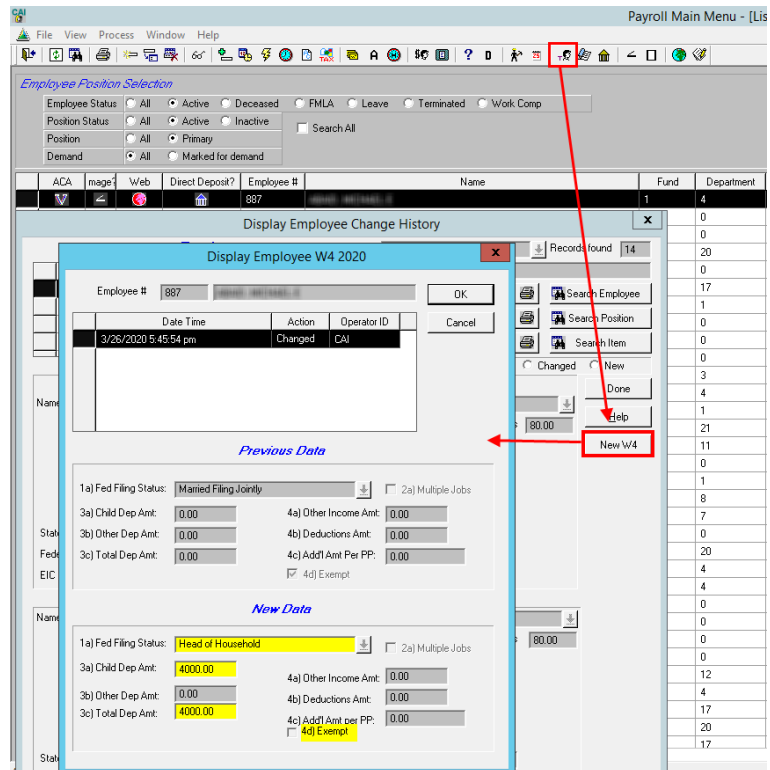 CAI
Payroll Main Menu - [Lis
File View Process Window Help
TAX A $ ? D 25
Employee Position Selection
Employee Status All Active Deceased FMLA Leave Terminated Work Comp
Position Status All Active Inactive Search All
Position All Primary
Demand All Marked for demand
ACA mage? Web Direct Deposit? Employee # Name Fund Department
887 1 4
Display Employee Change History x 0
0
Display Employee W4 2020 x Records found 14 20
0
Employee # 887 OK Search Employee 17
1
Date Time Action Operator ID Cancel Search Position 0
3/26/2020 5:45:54 pm Changed CAI Search Item 0
0
Changed New 3
Done 4
Name 1
80.00 Help 21
Previous Data New W4 11
0
1
1a) Fed Filing Status: Married Filing Jointly 2a) Multiple Jobs 8
3a) Child Dep Amt: 0.00 4a) Other Income Amt: 0.00 7
State 3b) Other Dep Amt: 0.00 4b) Deductions Amt: 0.00 0
Fede 3c) Total Dep Amt: 0.00 4c) Add'l Amt Per PP: 0.00 20
EIC 4d) Exempt 4
4
New Data 0
Name 0
1a) Fed Filing Status: Head of Household 2a) Multiple Jobs 80.00 0
3a) Child Dep Amt: 4000.00 0
4a) Other Income Amt: 0.00 12
3b) Other Dep Amt: 0.00 4b) Deductions Amt: 0.00 4
3c) Total Dep Amt: 4000.00 4c) Add'l Amt per PP: 0.00 17
4d) Exempt 20
State 17